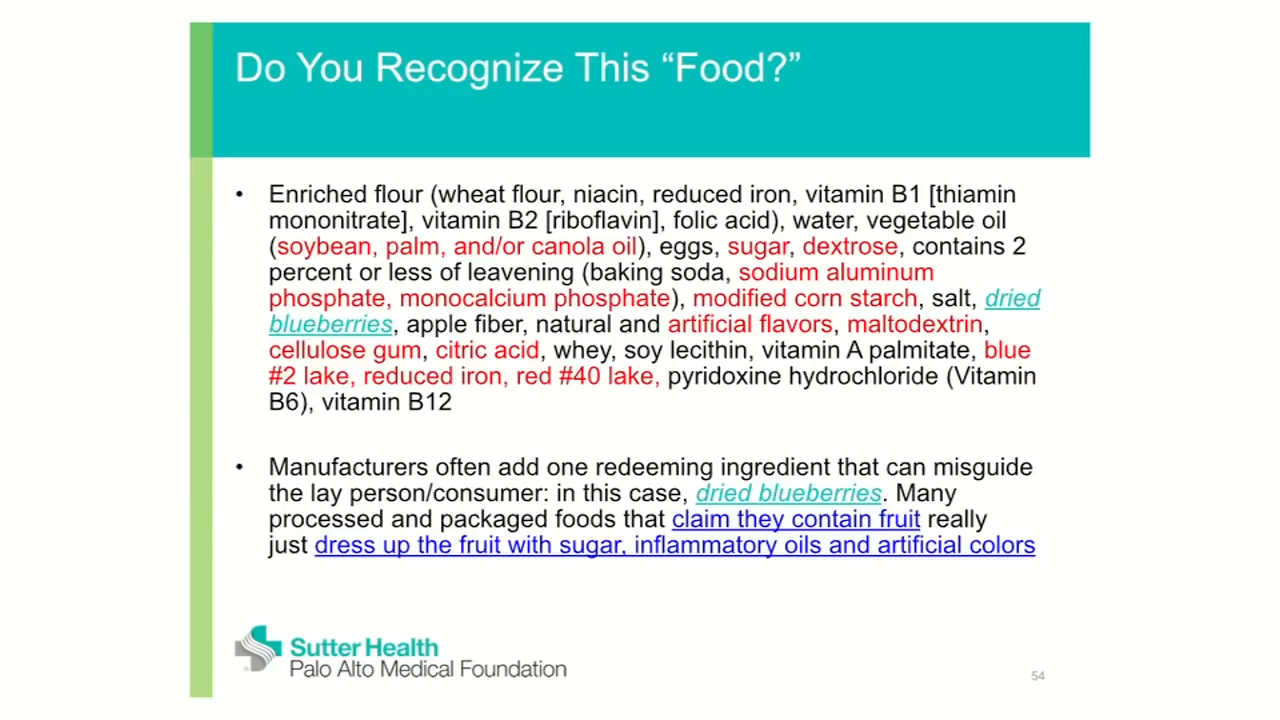 Do You Recognize This “Food?”
• Enriched flour (wheat flour, niacin, reduced iron, vitamin B1 [thiamin
mononitrate], vitamin B2 [riboflavin], folic acid), water, vegetable oil
(soybean, palm, and/or canola oil), eggs, sugar, dextrose, contains 2
percent or less of leavening (baking soda, sodium aluminum
phosphate, monocalcium phosphate), modified corn starch, salt, dried
blueberries, apple fiber, natural and artificial flavors, maltodextrin,
cellulose gum, citric acid, whey, soy lecithin, vitamin A palmitate, blue
#2 lake, reduced iron, red #40 lake, pyridoxine hydrochloride (Vitamin
B6), vitamin B12
• Manufacturers often add one redeeming ingredient that can misguide
the lay person/consumer: in this case, dried blueberries. Many
processed and packaged foods that claim they contain fruit really
just dress up the fruit with sugar, inflammatory oils and artificial colors
Sutter Health
Palo Alto Medical Foundation
54